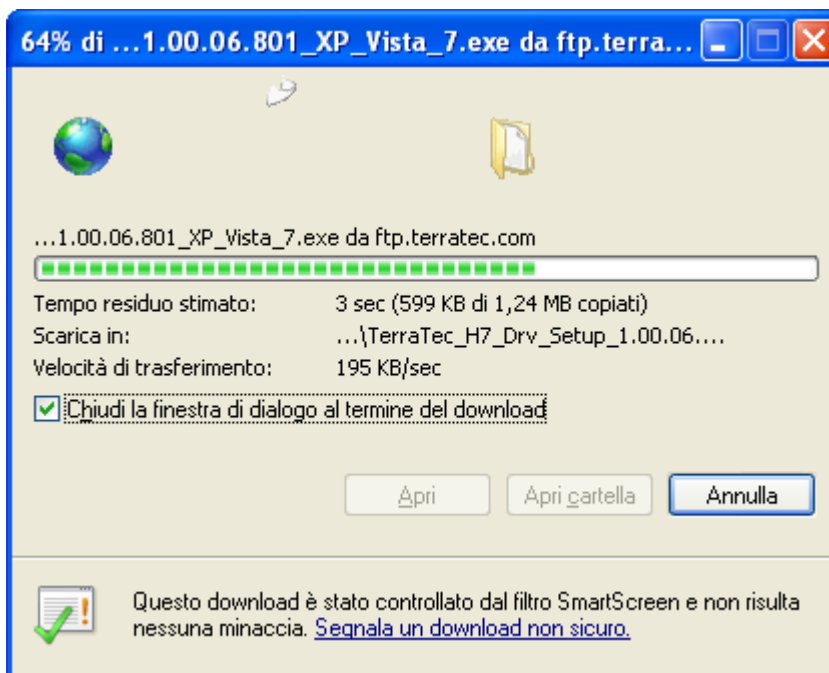 64% di ...1.00.06.801_XP_Vista_7.exe da ftp.terra...
...1.00.06.801_XP_Vista_7.exe da ftp.terratec.com
Tempo residuo stimato: 3 sec (599 KB di 1,24 MB copiati)
Scarica in: ...\TerraTec_H7_Drv_Setup_1.00.06....
Velocità di trasferimento: 195 KB/sec
Chiudi la finestra di dialogo al termine del download
Apri Apri cartella Annulla
Questo download è stato controllato dal filtro SmartScreen e non risulta
nessuna minaccia. Segnala un download non sicuro.